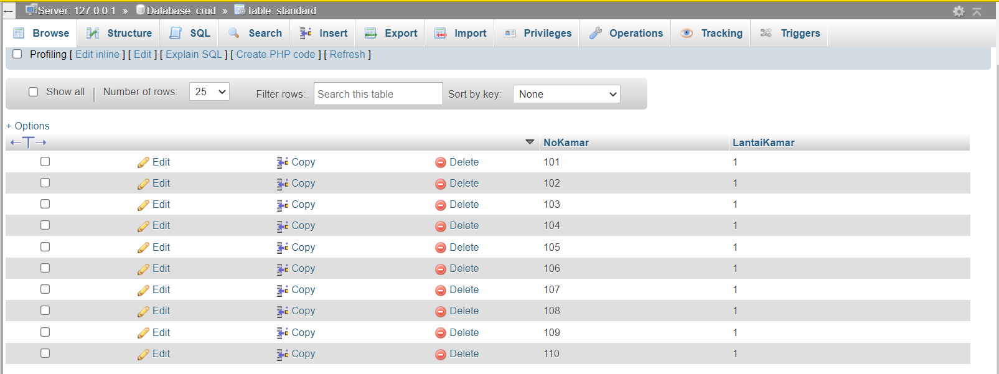 ← Server: 127.0.0.1 » Database: crud » Table: standard
Browse Structure SQL Search Insert Export Import Privileges Operations Tracking Triggers
Profiling [ Edit inline ] [ Edit ] [ Explain SQL ] [ Create PHP code ] [ Refresh ]
Show all | Number of rows: 25 Filter rows: Search this table Sort by key: None
+ Options
←T→ NoKamar LantaiKamar
Edit Copy Delete 101 1
Edit Copy Delete 102 1
Edit Copy Delete 103 1
Edit Copy Delete 104 1
Edit Copy Delete 105 1
Edit Copy Delete 106 1
Edit Copy Delete 107 1
Edit Copy Delete 108 1
Edit Copy Delete 109 1
Edit Copy Delete 110 1